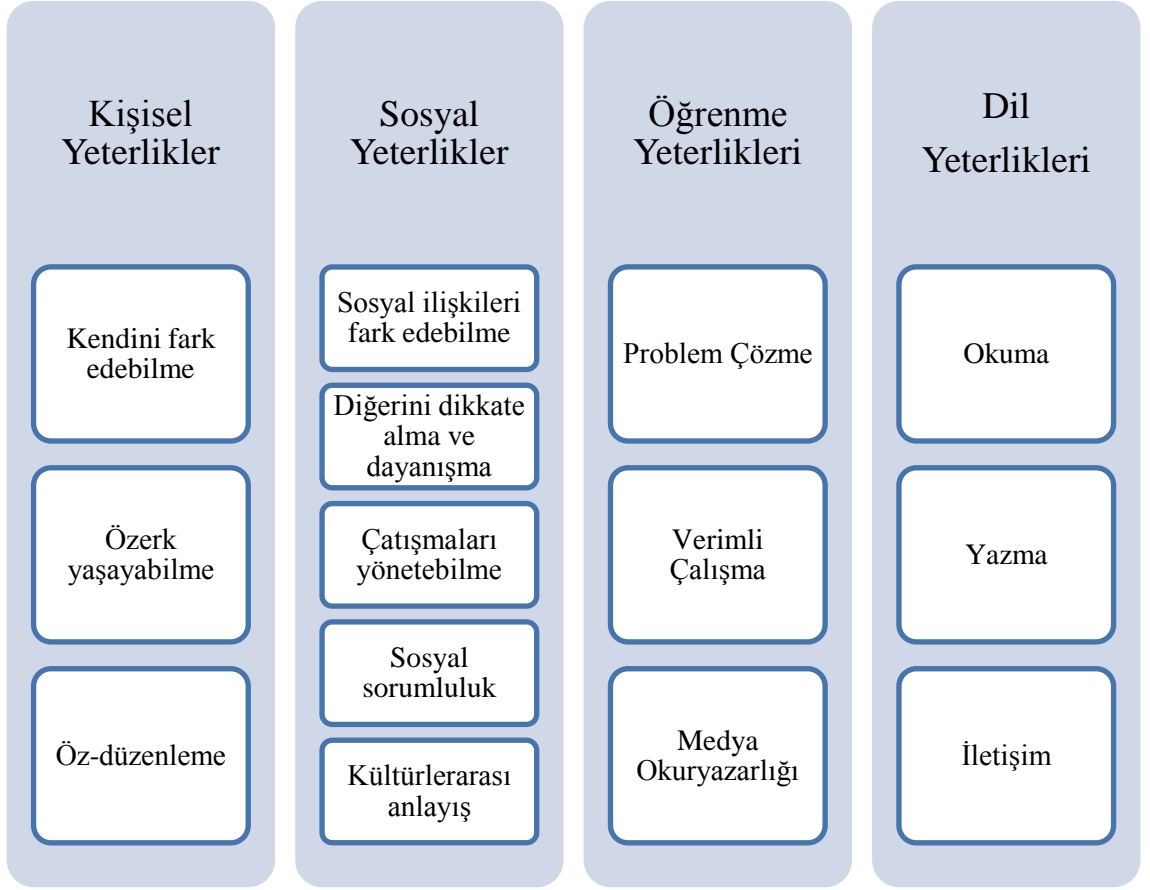 Kişisel
Yeterlikler
Kendini fark
edebilme
Özerk
yaşayabilme
Öz-düzenleme
Sosyal
Yeterlikler
Sosyal ilişkileri
fark edebilme
Diğerini dikkate
alma ve
dayanışma
Çatışmaları
yönetebilme
Sosyal
sorumluluk
Kültürlerarası
anlayış
Öğrenme
Yeterlikleri
Problem Çözme
Verimli
Çalışma
Medya
Okuryazarlığı
Dil
Yeterlikleri
Okuma
Yazma
İletişim